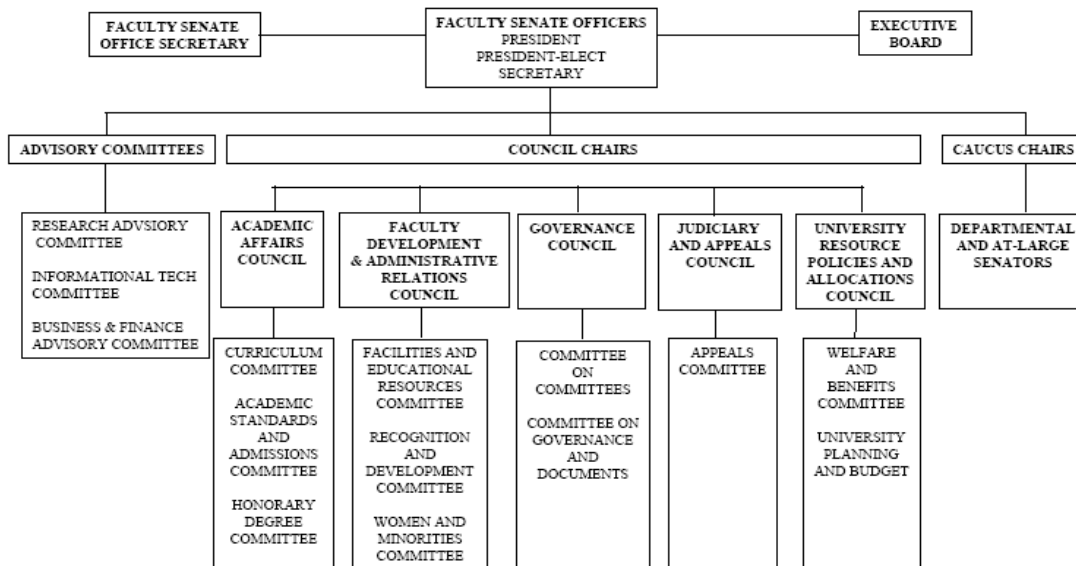 FACULTY SENATE
OFFICE SECRETARY
FACULTY SENATE OFFICERS
PRESIDENT
PRESIDENT-ELECT
SECRETARY
EXECUTIVE
BOARD
ADVISORY COMMITTEES
COUNCIL CHAIRS
CAUCUS CHAIRS
RESEARCH ADVSIORY
COMMITTEE
INFORMATIONAL TECH
COMMITTEE
BUSINESS & FINANCE
ADVISORY COMMITTEE
ACADEMIC
AFFAIRS
COUNCIL
FACULTY
DEVELOPMENT
& ADMINISTRATIVE
RELATIONS
COUNCIL
GOVERNANCE
COUNCIL
JUDICIARY
AND APPEALS
COUNCIL
UNIVERSITY
RESOURCE
POLICIES AND
ALLOCATIONS
COUNCIL
DEPARTMENTAL
AND AT-LARGE
SENATORS
CURRICULUM
COMMITTEE
ACADEMIC
STANDARDS
AND
ADMISSIONS
COMMITTEE
HONORARY
DEGREE
COMMITTEE
FACILITIES AND
EDUCATIONAL
RESOURCES
COMMITTEE
RECOGNITION
AND
DEVELOPMENT
COMMITTEE
WOMEN AND
MINORITIES
COMMITTEE
COMMITTEE
ON
COMMITTEES
COMMITTEE ON
GOVERNANCE
AND
DOCUMENTS
APPEALS
COMMITTEE
WELFARE
AND
BENEFITS
COMMITTEE
UNIVERSITY
PLANNING
AND BUDGET